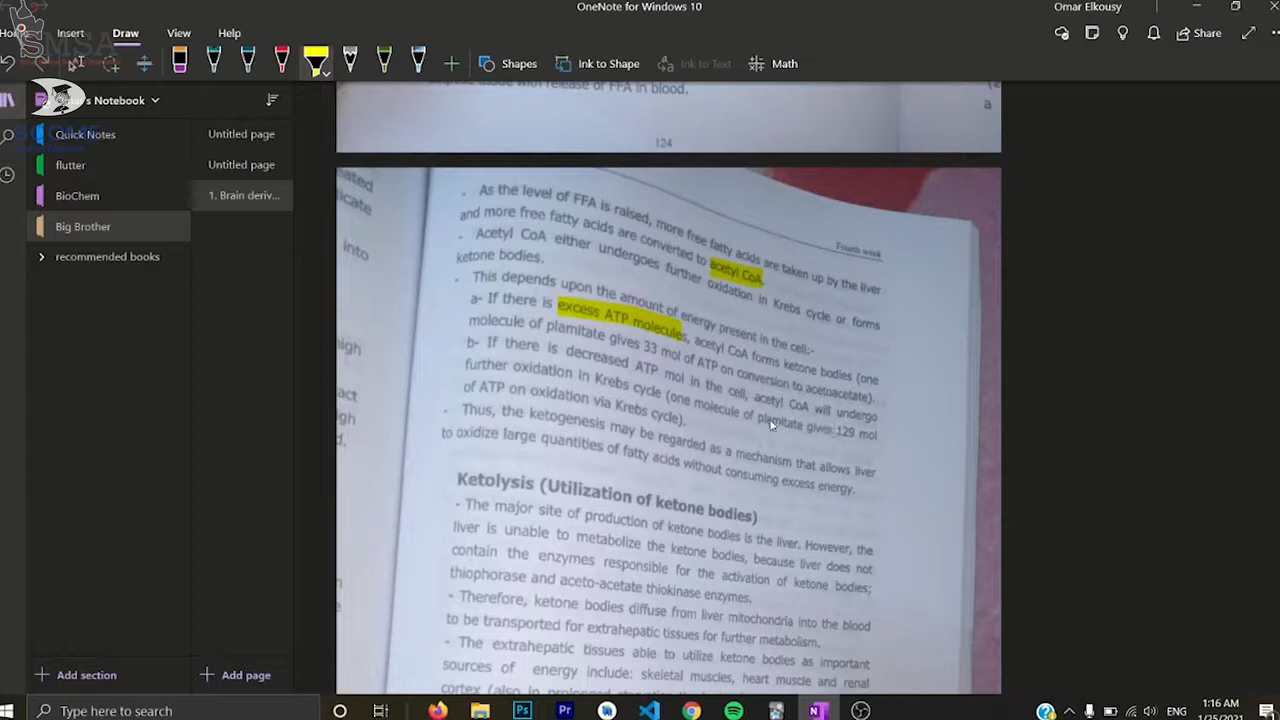 OneNote for Windows 10
Omar Elkousy
Insert
Draw
View
Help
Share
Shapes
Ink to Shape
Ink to Text
Math
SMSA
Notebook
Quick Notes
flutter
BioChem
Big Brother
recommended books
Untitled page
Untitled page
1. Brain deriv...
with release of FFA in blood.
a
124
Fourth week
. As the level of FFA is raised, more free fatty acids are taken up by the liver
and more free fatty acids are converted to acetyl CoA.
. Acetyl CoA either undergoes further oxidation in Krebs cycle or forms
ketone bodies.
. This depends upon the amount of energy present in the cell:-
a- If there is excess ATP molecules, acetyl CoA forms ketone bodies (one
molecule of plamitate gives 33 mol of ATP on conversion to acetoacetate).
b- If there is decreased ATP mol in the cell, acetyl CoA will undergo
further oxidation in Krebs cycle (one molecule of plamitate gives 129 mol
of ATP on oxidation via Krebs cycle).
. Thus, the ketogenesis may be regarded as a mechanism that allows liver
to oxidize large quantities of fatty acids without consuming excess energy.
Ketolysis (Utilization of ketone bodies)
- The major site of production of ketone bodies is the liver. However, the
liver is unable to metabolize the ketone bodies, because liver does not
contain the enzymes responsible for the activation of ketone bodies;
thiophorase and aceto-acetate thiokinase enzymes.
- Therefore, ketone bodies diffuse from liver mitochondria into the blood
to be transported for extrahepatic tissues for further metabolism.
- The extrahepatic tissues able to utilize ketone bodies as important
sources of energy include: skeletal muscles, heart muscle and renal
cortex (also in prolonged
into
Add section
Add page
Type here to search
ENG
1:16 AM
1/25/2021